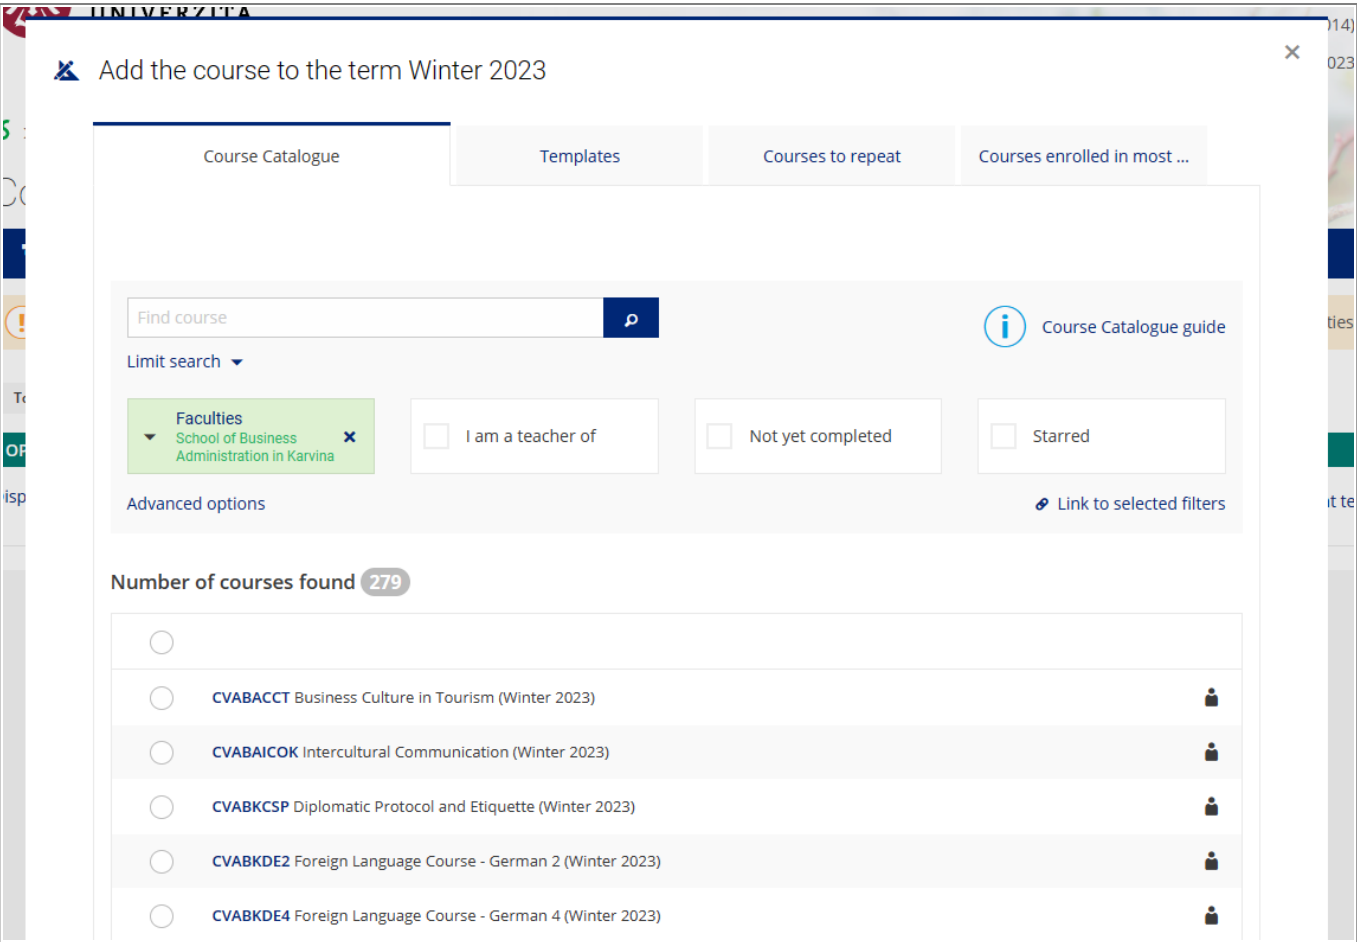 UNIVERZITA
014)
023
Add the course to the term Winter 2023
Course Catalogue
Templates
Courses to repeat
Courses enrolled in most ...
Find course
Course Catalogue guide
ties
Limit search
Faculties
School of Business
Administration in Karvina
I am a teacher of
Not yet completed
Starred
Advanced options
Link to selected filters
Number of courses found 279
CVABACCT Business Culture in Tourism (Winter 2023)
CVABAICOK Intercultural Communication (Winter 2023)
CVABKCSP Diplomatic Protocol and Etiquette (Winter 2023)
CVABKDE2 Foreign Language Course - German 2 (Winter 2023)
CVABKDE4 Foreign Language Course - German 4 (Winter 2023)